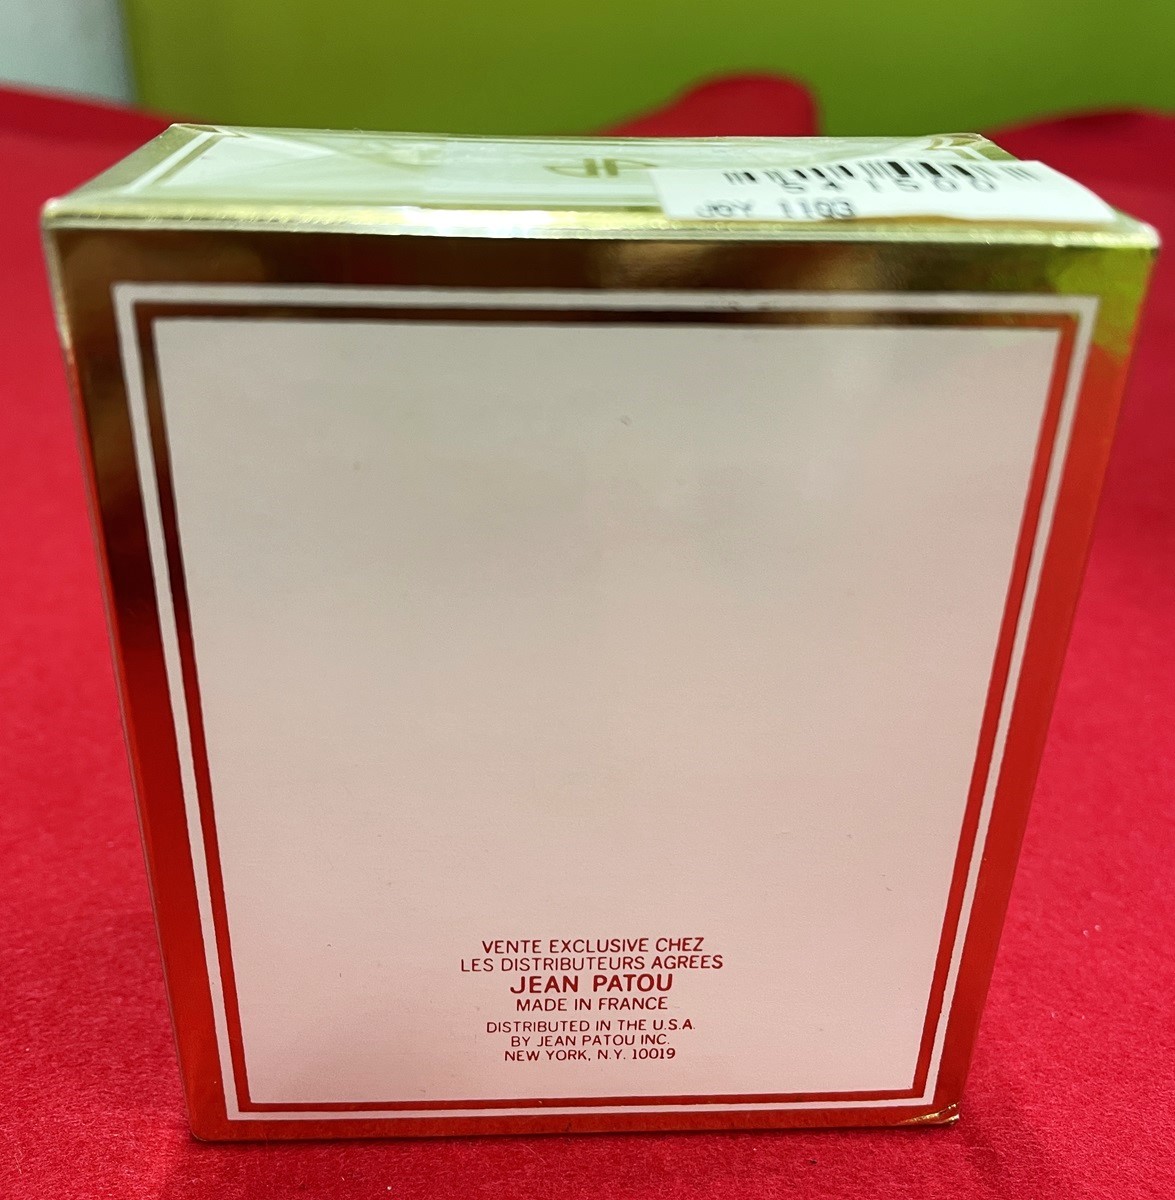 541500
JOY 1103
VENTE EXCLUSIVE CHEZ
LES DISTRIBUTEURS AGREES
JEAN PATOU
MADE IN FRANCE
DISTRIBUTED IN THE U.S.A.
BY JEAN PATOU INC.
NEW YORK, N.Y. 10019